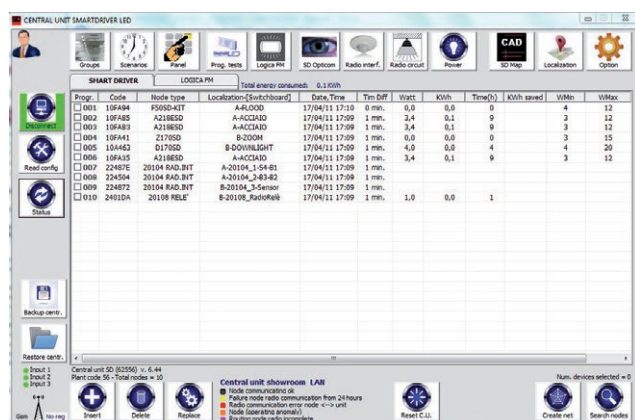 CENTRAL UNIT SMARTDRIVER LED
Groups Scenarios Panel Prog. tests Logica FM SD Opticom Radio interf. Radio circuit Power CAD SD Map Localization Option
SMART DRIVER LOGICA FM Total energy consumed: 0.1 KWh
Progr. Code Node type Localization-[Switchboard] Date,Time Tim Diff Watt KWh Time(h) KWh saved WMin WMax
001 10FA94 F50SD-KIT A-FLOOD 17/04/11 17:10 0 min. 0,0 0,0 0 4 12
002 10FA85 A218ESD A-ACCIAIO 17/04/11 17:09 1 min. 3,4 0,1 9 3 12
003 10FA83 A218ESD A-ACCIAIO 17/04/11 17:09 1 min. 3,4 0,1 9 3 12
004 10FA41 Z170SD B-ZOOM 17/04/11 17:09 1 min. 0,0 0,0 0 3 15
005 10A463 D170SD B-DOWNLIGHT 17/04/11 17:09 1 min. 4,0 0,0 4 4 20
006 10FA35 A218ESD A-ACCIAIO 17/04/11 17:09 1 min. 3,4 0,1 9 3 12
007 22487E 20104 RAD.INT A-20104_1-S4-B1 17/04/11 17:09 1 min.
008 224504 20104 RAD.INT A-20104_2-B3-B2 17/04/11 17:09 1 min.
009 224872 20104 RAD.INT B-20104_3-Sensor 17/04/11 17:09 1 min.
010 2401DA 20108 RELE' B-20108_RadioRelè 17/04/11 17:09 1 min. 1,0 0,0 1
Disconnect
Read config
Status
Backup centr.
Restore centr.
Input 1
Input 2
Input 3
Gsm No reg
Central unit SD (62556) v. 6.44
Plant code 56 - Total nodes = 10
Num. devices selected = 0
Insert Delete Replace
Central unit showroom LAB
Node communicating ok
Failure node radio communication from 24 hours
Radio communication error node <--> unit
Node (operating anomaly)
Routing node radio incomplete
Reset C.U. Create net Search nodes